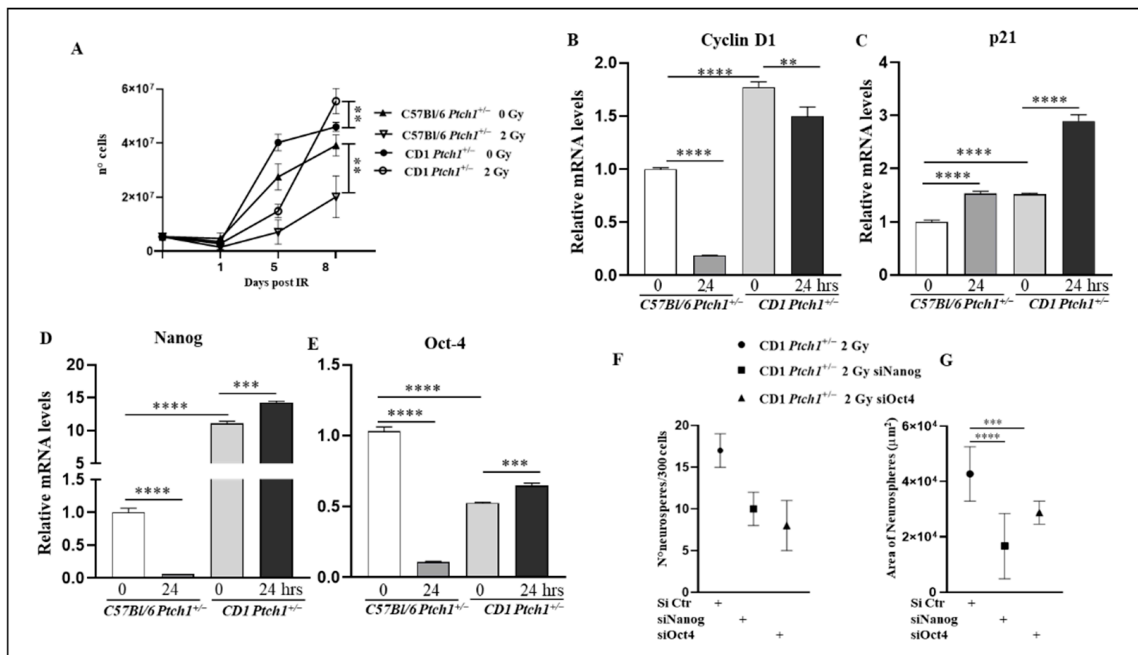 A
6×10⁷
4×10⁷
2×10⁷
0
n° cells
1 5 8
Days post IR
**
**
C57Bl/6 Ptch1+/− 0 Gy
C57Bl/6 Ptch1+/− 2 Gy
CD1 Ptch1+/− 0 Gy
CD1 Ptch1+/− 2 Gy
B
Cyclin D1
Relative mRNA levels
2.0
1.5
1.0
0.5
0.0
****
****
**
0 24 0 24 hrs
C57Bl/6 Ptch1+/− CD1 Ptch1+/−
C
p21
Relative mRNA levels
4
3
2
1
0
****
****
****
0 24 0 24 hrs
C57Bl/6 Ptch1+/− CD1 Ptch1+/−
D
Nanog
Relative mRNA levels
20
15
10
5
1.0
0.5
0.0
****
****
***
0 24 0 24 hrs
C57Bl/6 Ptch1+/− CD1 Ptch1+/−
E
Oct-4
1.5
1.0
0.5
0.0
****
****
***
0 24 0 24 hrs
C57Bl/6 Ptch1+/− CD1 Ptch1+/−
CD1 Ptch1+/− 2 Gy
CD1 Ptch1+/− 2 Gy siNanog
CD1 Ptch1+/− 2 Gy siOct4
F
N°neurosperes/300 cells
20
15
10
5
Si Ctr +
siNanog +
siOct4 +
G
Area of Neurospheres (μm²)
6×10⁴
4×10⁴
2×10⁴
0
***
****
Si Ctr +
siNanog +
siOct4 +